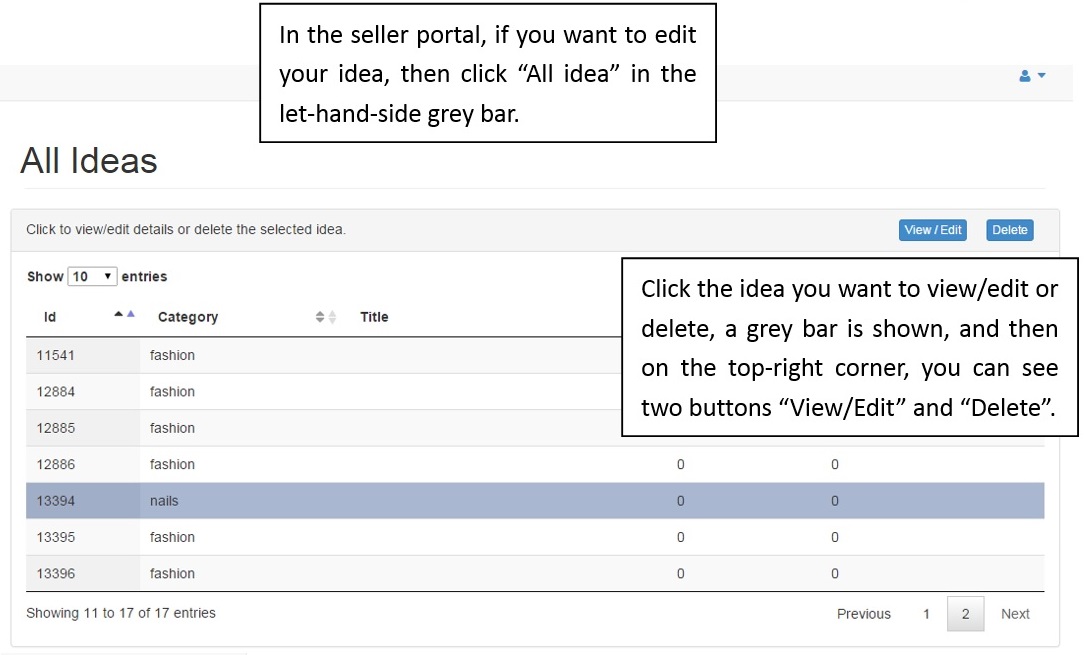 In the seller portal, if you want to edit
your idea, then click “All idea” in the
let-hand-side grey bar.
All Ideas
Click to view/edit details or delete the selected idea.
View / Edit
Delete
Show 10 entries
Click the idea you want to view/edit or
delete, a grey bar is shown, and then
on the top-right corner, you can see
two buttons “View/Edit” and “Delete”.
Id Category Title
11541 fashion
12884 fashion
12885 fashion
12886 fashion 0 0
13394 nails 0 0
13395 fashion 0 0
13396 fashion 0 0
Showing 11 to 17 of 17 entries
Previous 1 2 Next